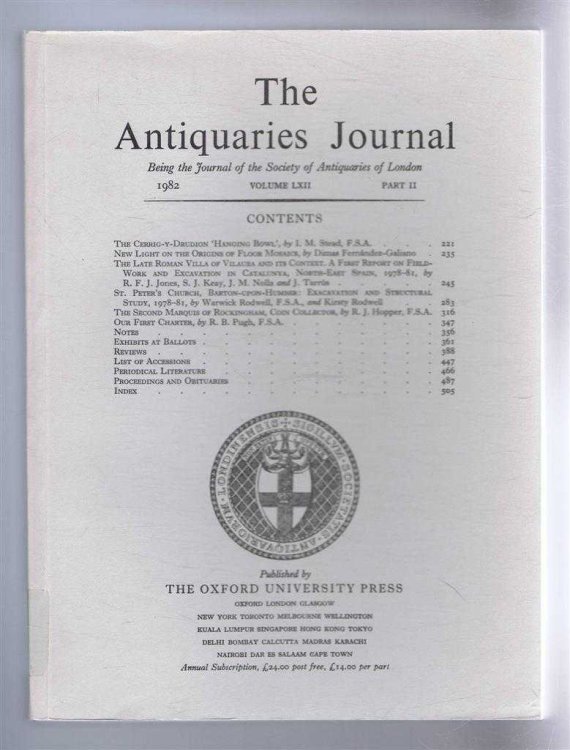 The
Antiquaries Journal
Being the Journal of the Society of Antiquaries of London
1982 VOLUME LXII PART II
CONTENTS
THE CERRIG-Y-DRUDION ‘HANGING BOWL’, by I. M. Stead, F.S.A. . . . 221
NEW LIGHT ON THE ORIGINS OF FLOOR MOSAICS, by Dimas Fernández-Galiano . 235
THE LATE ROMAN VILLA OF VILAUBA AND ITS CONTEXT. A FIRST REPORT ON FIELD-
WORK AND EXCAVATION IN CATALUNYA, NORTH-EAST SPAIN, 1978–81, by
R. F. J. Jones, S. J. Keay, J. M. Nolla and J. Tarrús . . . . 245
ST. PETER'S CHURCH, BARTON-UPON-HUMBER: EXCAVATION AND STRUCTURAL
STUDY, 1978–81, by Warwick Rodwell, F.S.A., and Kirsty Rodwell . . 283
THE SECOND MARQUIS OF ROCKINGHAM, COIN COLLECTOR, by R. J. Hopper, F.S.A. 316
OUR FIRST CHARTER, by R. B. Pugh, F.S.A. . . . . . 347
NOTES . . . . . . . . . . . . 356
EXHIBITS AT BALLOTS . . . . . . . . . . 361
REVIEWS . . . . . . . . . . . . 388
LIST OF ACCESSIONS . . . . . . . . . . 447
PERIODICAL LITERATURE . . . . . . . . . 466
PROCEEDINGS AND OBITUARIES . . . . . . . . 487
INDEX . . . . . . . . . . . . 505
SIGILLUM SOCIETATIS ANTIQVARIORVM LONDINENSIS
Published by
THE OXFORD UNIVERSITY PRESS
OXFORD LONDON GLASGOW
NEW YORK TORONTO MELBOURNE WELLINGTON
KUALA LUMPUR SINGAPORE HONG KONG TOKYO
DELHI BOMBAY CALCUTTA MADRAS KARACHI
NAIROBI DAR ES SALAAM CAPE TOWN
Annual Subscription, £24.00 post free, £14.00 per part